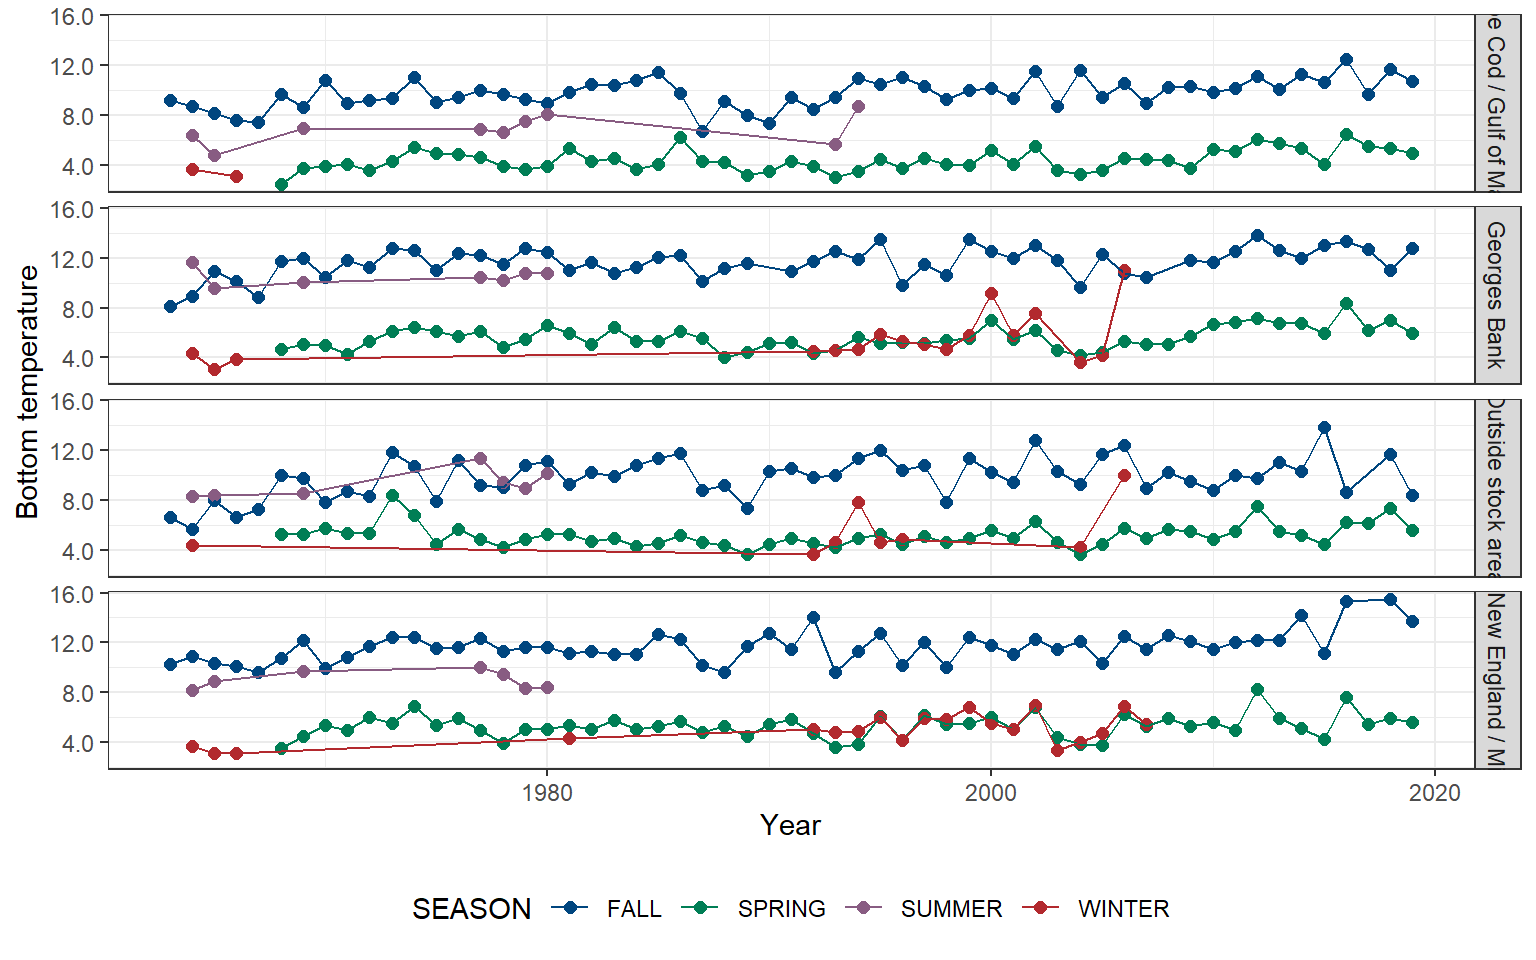 16.0
12.0
8.0
4.0
Cod / Gulf of
16.0
12.0
8.0
4.0
Georges Bank
16.0
12.0
8.0
4.0
Outside stock area
16.0
12.0
8.0
4.0
New England / M
Bottom temperature
1980
2000
2020
Year
SEASON FALL SPRING SUMMER WINTER